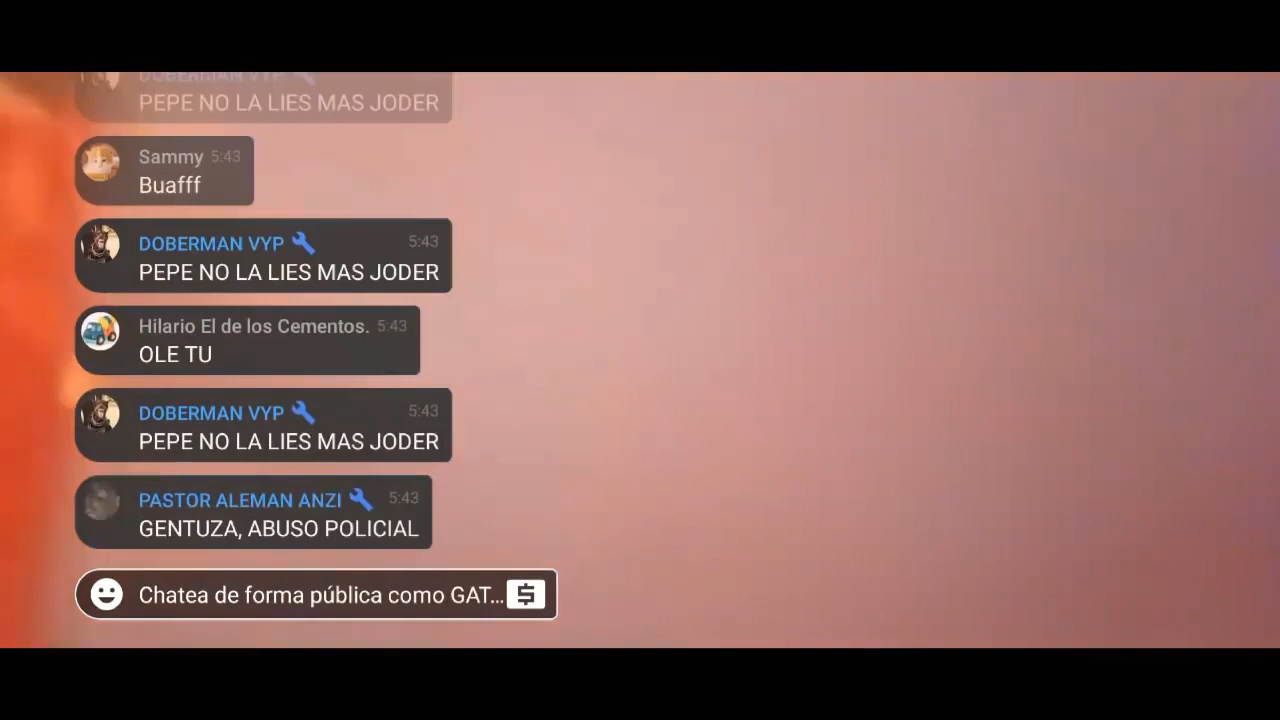 DOBERMAN VYP
PEPE NO LA LIES MAS JODER
Sammy 5:43
Buafff
DOBERMAN VYP 5:43
PEPE NO LA LIES MAS JODER
Hilario El de los Cementos. 5:43
OLE TU
DOBERMAN VYP 5:43
PEPE NO LA LIES MAS JODER
PASTOR ALEMAN ANZI 5:43
GENTUZA, ABUSO POLICIAL
Chatea de forma pública como GAT... $